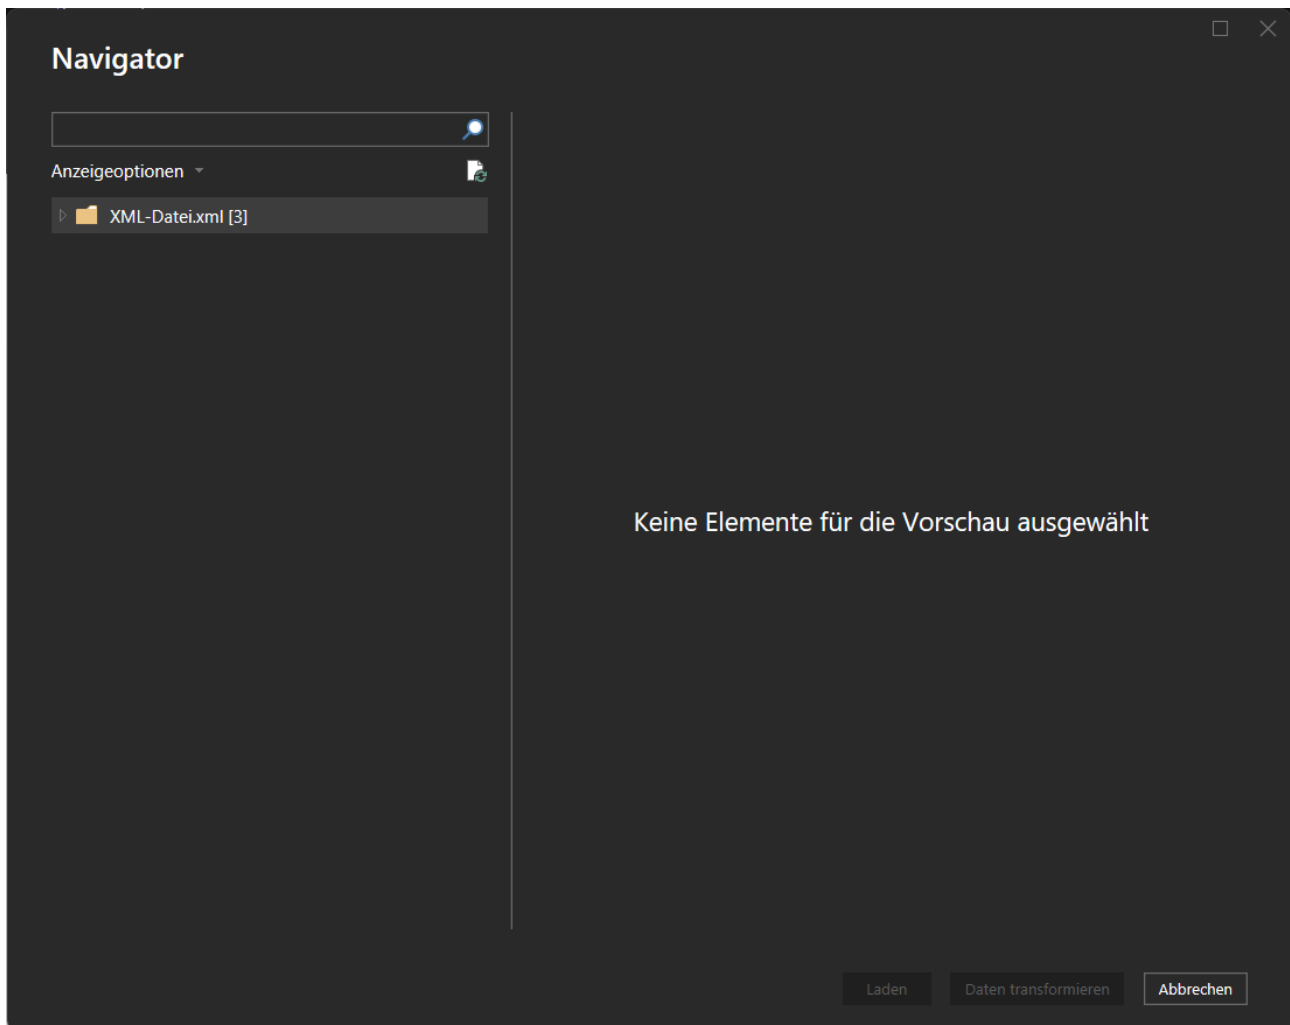 Navigator
Anzeigeoptionen
XML-Datei.xml [3]
Keine Elemente für die Vorschau ausgewählt
Laden
Daten transformieren
Abbrechen